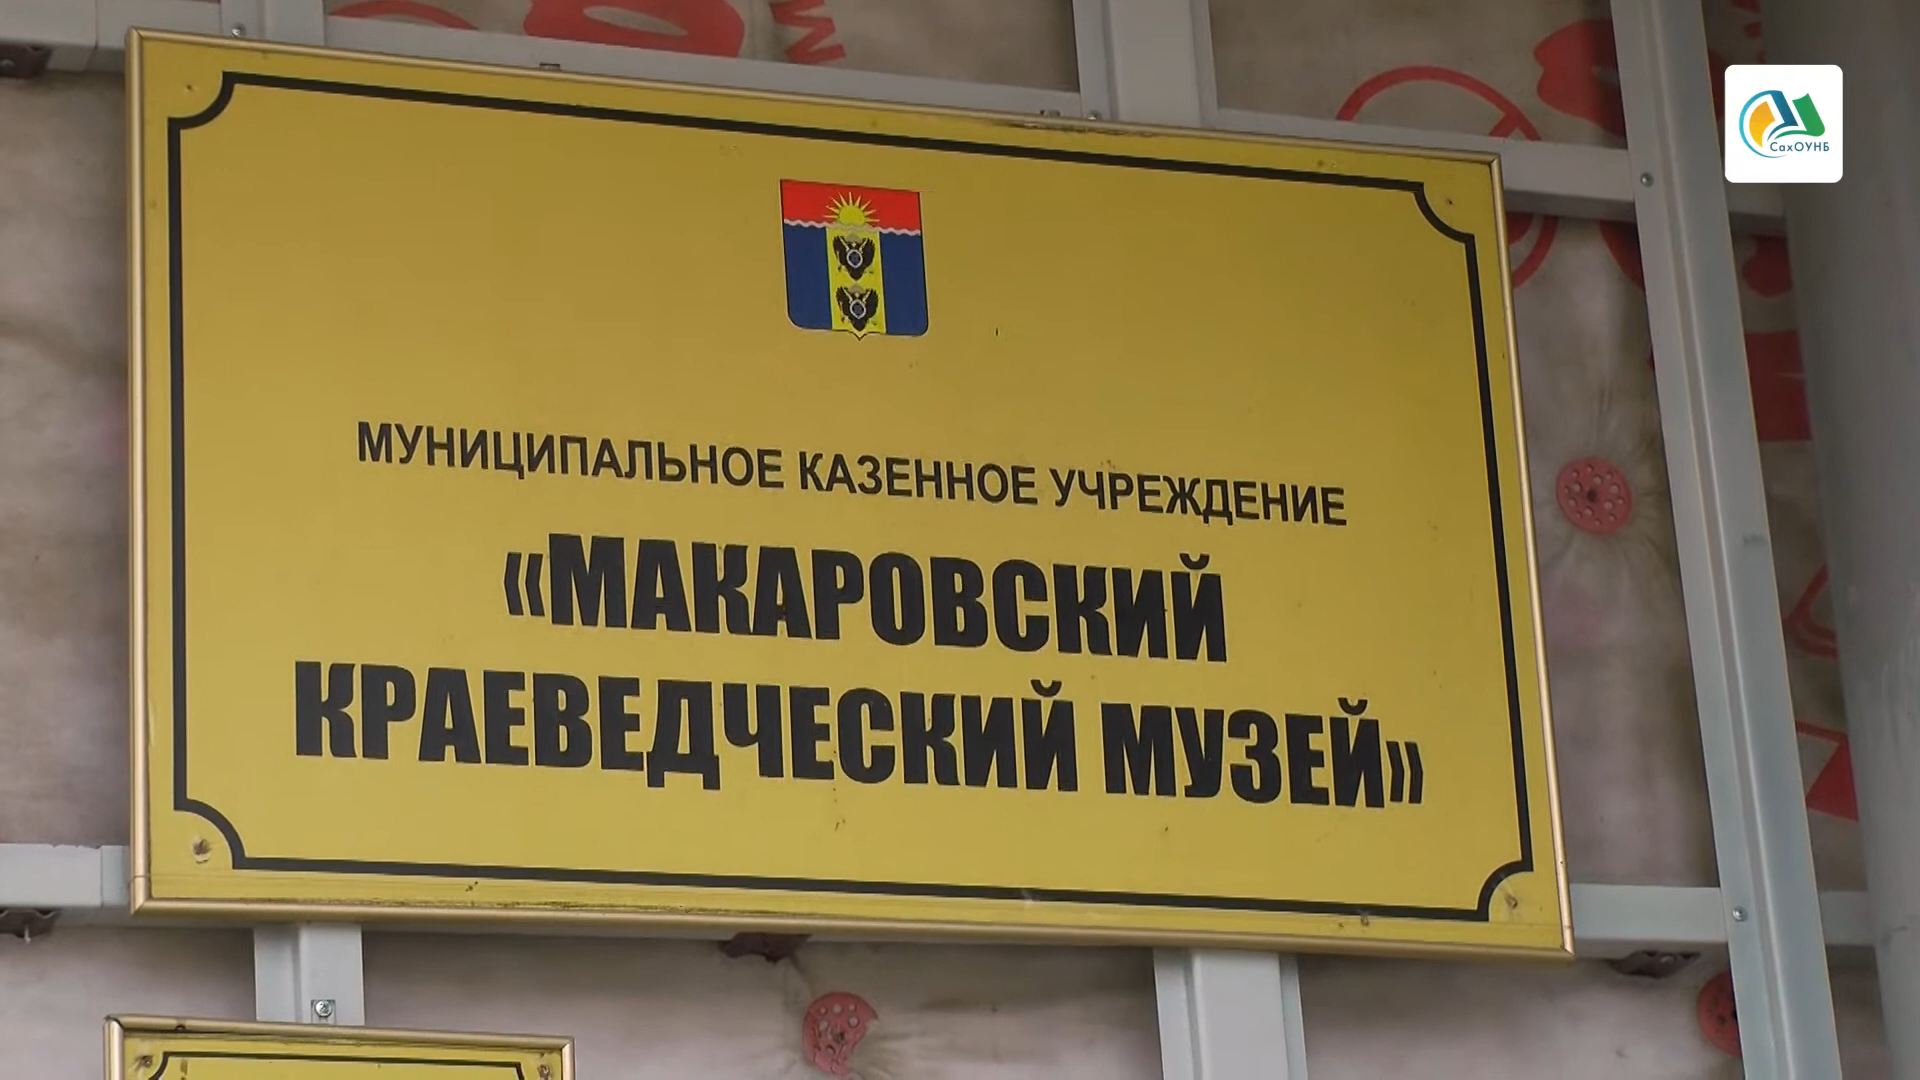 СахОУНБ
МУНИЦИПАЛЬНОЕ КАЗЕННОЕ УЧРЕЖДЕНИЕ
«МАКАРОВСКИЙ
КРАЕВЕДЧЕСКИЙ МУЗЕЙ»